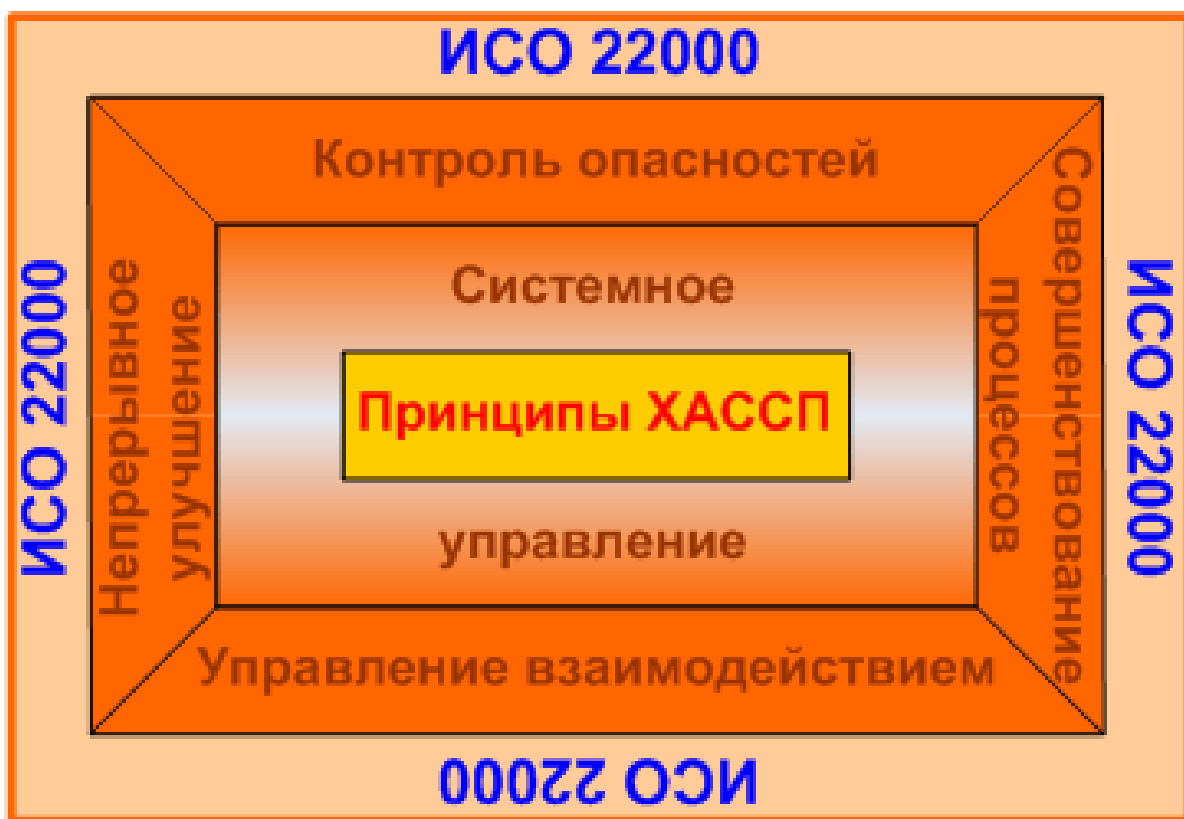 ИСО 22000
Контроль опасностей
ИСО 22000
Непрерывное
улучшение
Системное
Принципы ХАССП
управление
Совершенствование
процессов
ИСО 22000
Управление взаимодействием
ИСО 22000